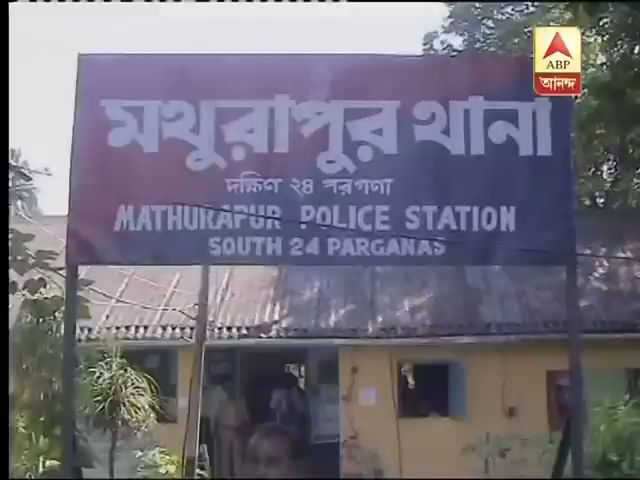 ABP
আনন্দ
মথুরাপুর থানা
দক্ষিণ ২৪ পরগণা
MATHURAPUR POLICE STATION
SOUTH 24 PARGANAS